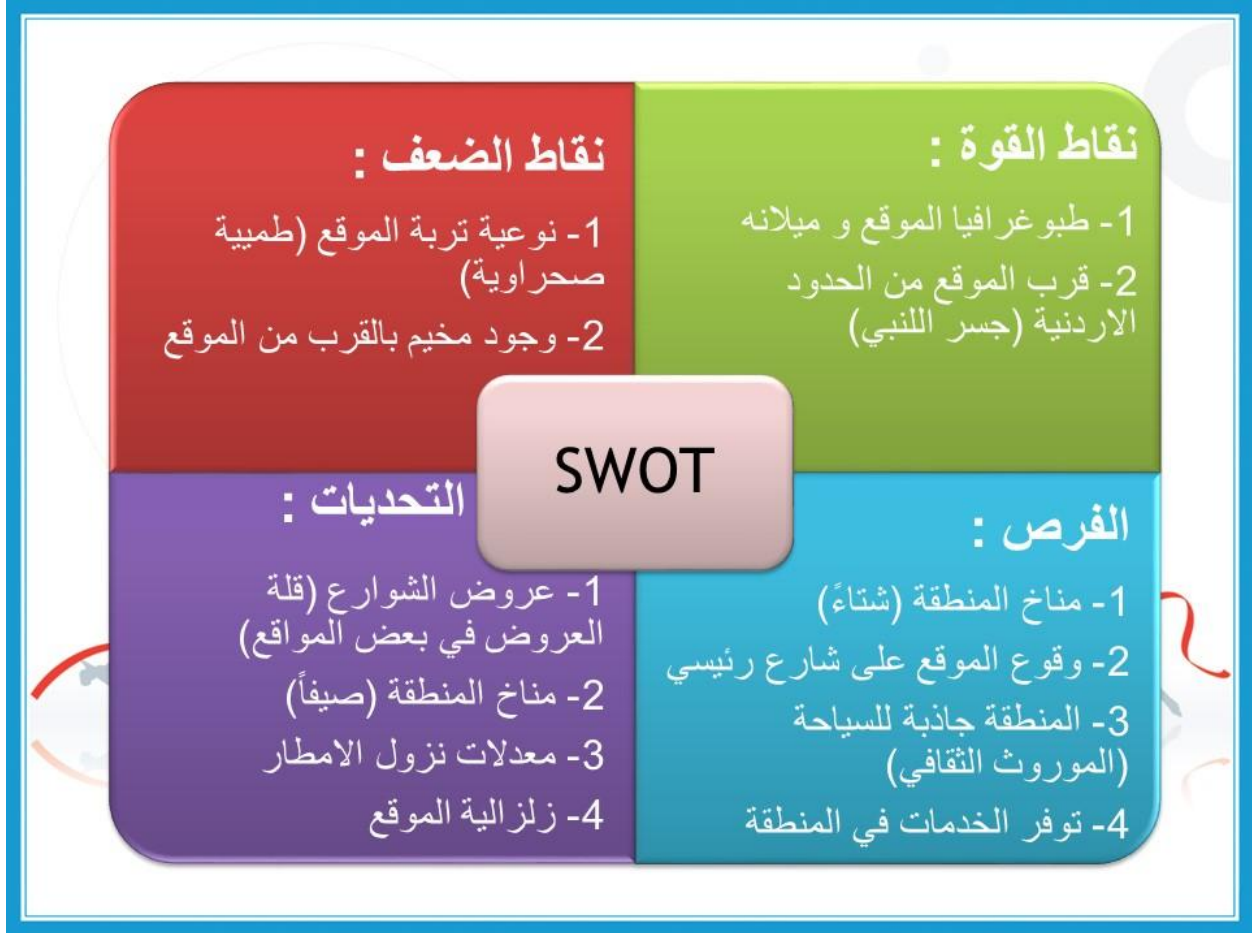 نقاط القوة :
1- طبوغرافيا الموقع و ميلانه
2- قرب الموقع من الحدود
الاردنية (جسر اللنبي)
نقاط الضعف :
1- نوعية تربة الموقع (طميية
صحراوية)
2- وجود مخيم بالقرب من الموقع
SWOT
الفرص :
1- مناخ المنطقة (شتاءً)
2- وقوع الموقع على شارع رئيسي
3- المنطقة جاذبة للسياحة
(الموروث الثقافي)
4- توفر الخدمات في المنطقة
التحديات :
1- عروض الشوارع (قلة
العروض في بعض المواقع)
2- مناخ المنطقة (صيفاً)
3- معدلات نزول الامطار
4- زلزالية الموقع